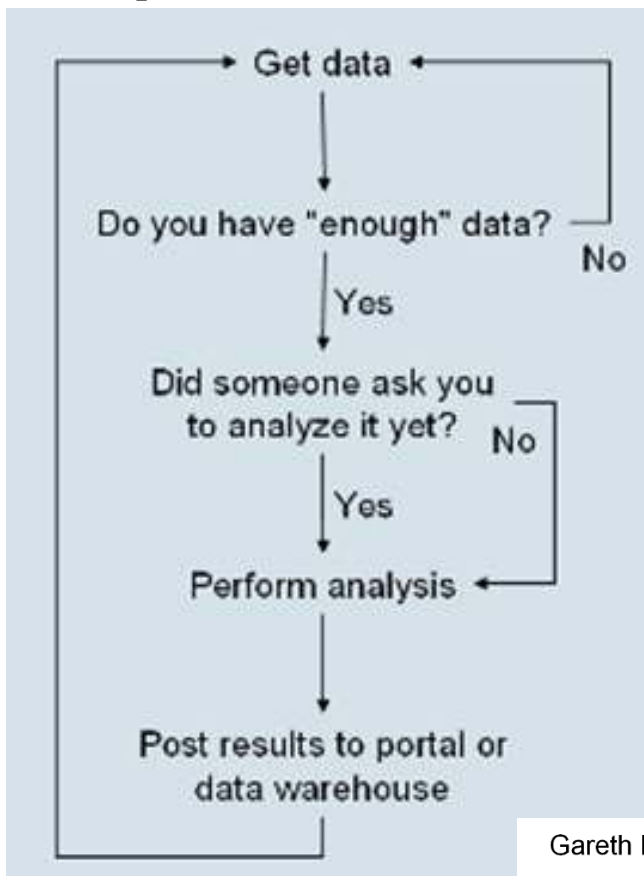 Get data
Do you have "enough" data?
No
Yes
Did someone ask you
to analyze it yet?
No
Yes
Perform analysis
Post results to portal or
data warehouse
Gareth